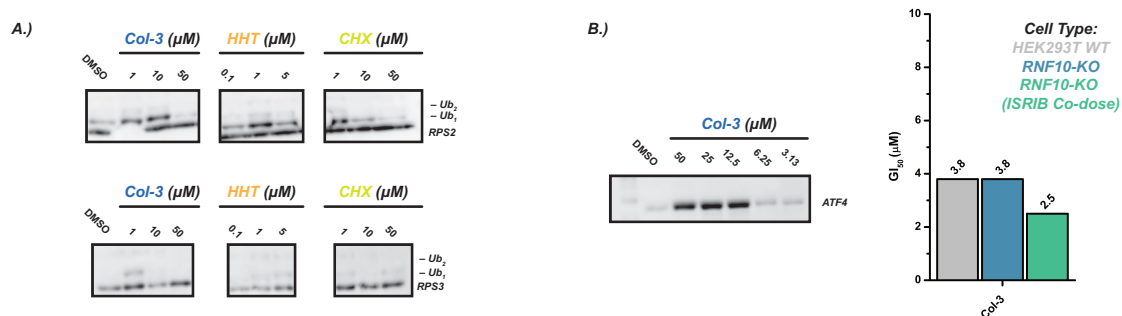 A.)
Col-3 (µM) HHT (µM) CHX (µM)
DMSO 1 10 50 0.1 1 5 1 10 50
– Ub2
– Ub1
RPS2
Col-3 (µM) HHT (µM) CHX (µM)
DMSO 1 10 50 0.1 1 5 1 10 50
– Ub2
– Ub1
RPS3
B.)
Col-3 (µM)
DMSO 50 25 12.5 6.25 3.13
ATF4
Cell Type:
HEK293T WT
RNF10-KO
RNF10-KO
(ISRIB Co-dose)
GI50 (µM)
10
8
6
4
2
0
3.8 3.8 2.5
Col-3